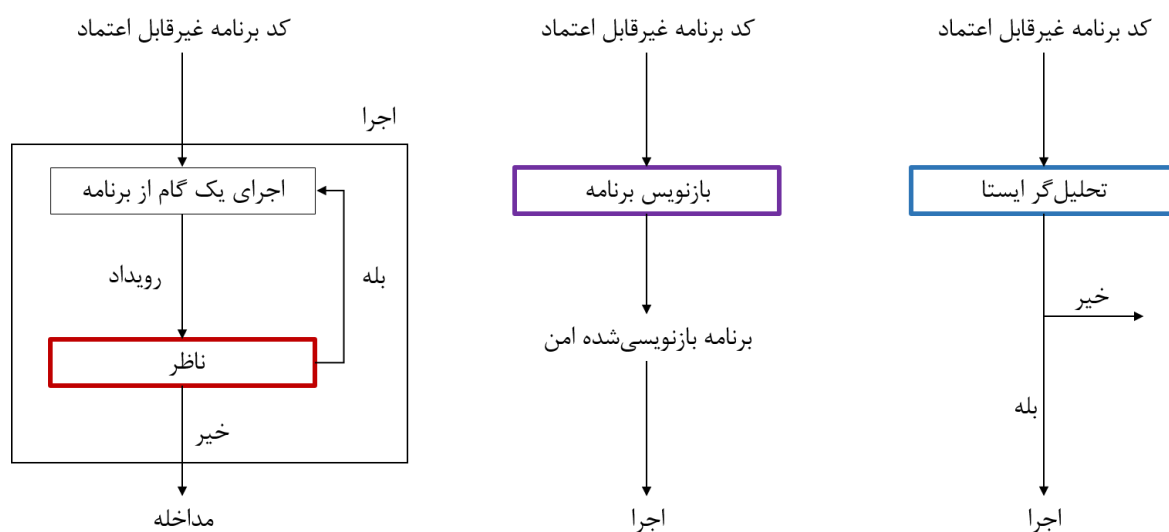 کد برنامه غیرقابل اعتماد
تحلیل‌گر ایستا
خیر
بله
اجرا
کد برنامه غیرقابل اعتماد
بازنویس برنامه
برنامه بازنویسی‌شده امن
اجرا
کد برنامه غیرقابل اعتماد
اجرا
اجرای یک گام از برنامه
رویداد
بله
ناظر
خیر
مداخله